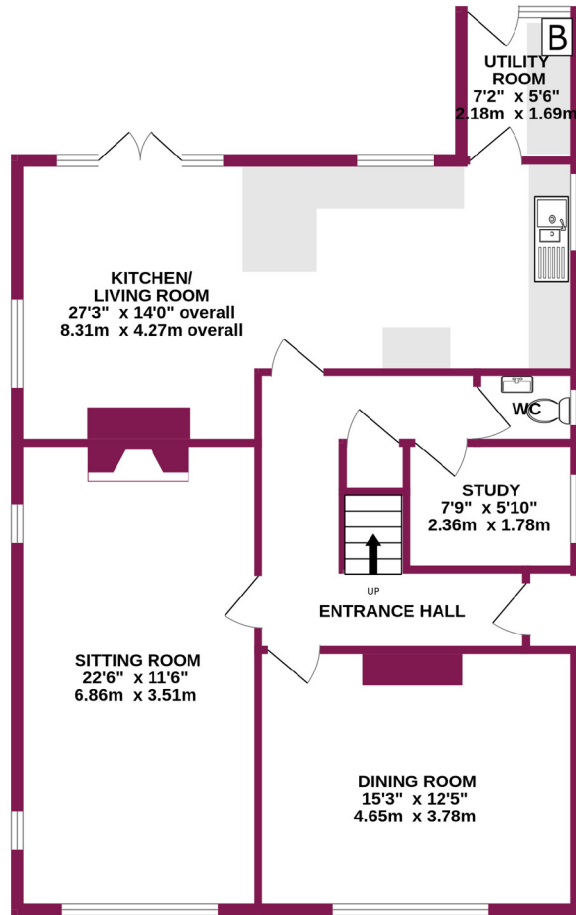 B
UTILITY
ROOM
7'2" x 5'6"
2.18m x 1.69m
KITCHEN/
LIVING ROOM
27'3" x 14'0" overall
8.31m x 4.27m overall
WC
STUDY
7'9" x 5'10"
2.36m x 1.78m
UP
ENTRANCE HALL
SITTING ROOM
22'6" x 11'6"
6.86m x 3.51m
DINING ROOM
15'3" x 12'5"
4.65m x 3.78m